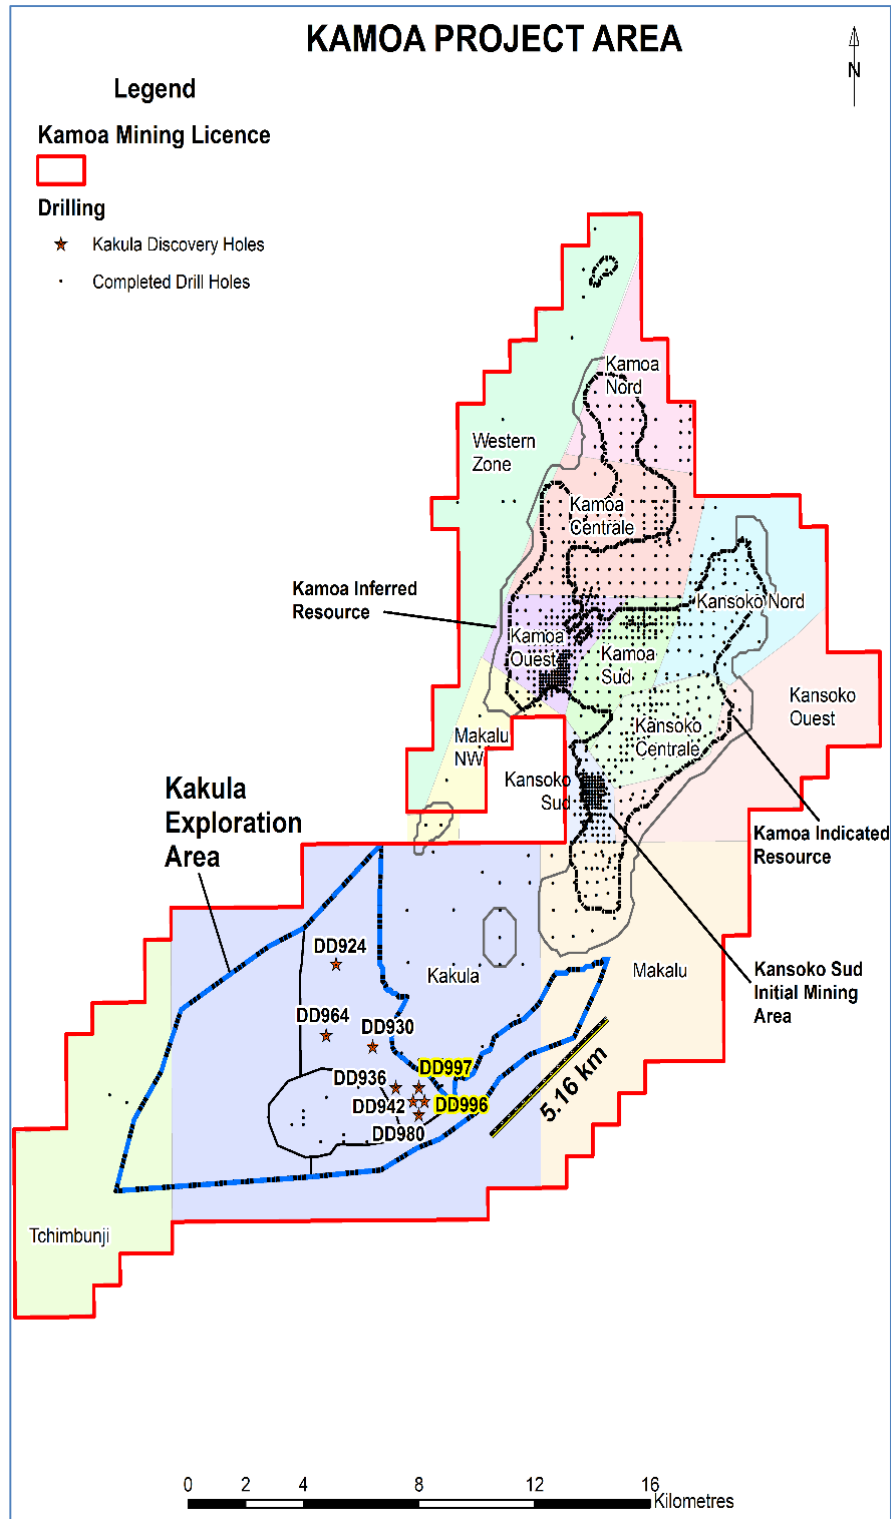 KAMOA PROJECT AREA
N
Legend
Kamoa Mining Licence
Drilling
Kakula Discovery Holes
Completed Drill Holes
Kamoa
Nord
Western
Zone
Kamoa
Centrale
Kamoa Inferred
Resource
Kansoko Nord
Kamoa
Ouest
Kamoa
Sud
Kansoko
Ouest
Kansoko
Centrale
Makalu
NW
Kansoko
Sud
Kakula
Exploration
Area
Kamoa Indicated
Resource
DD924
Kakula
Makalu
Kansoko Sud
Initial Mining
Area
DD964
DD930
DD997
DD936
DD942
DD996
DD980
5.16 km
Tchimbunji
0 2 4 8 12 16
Kilometres